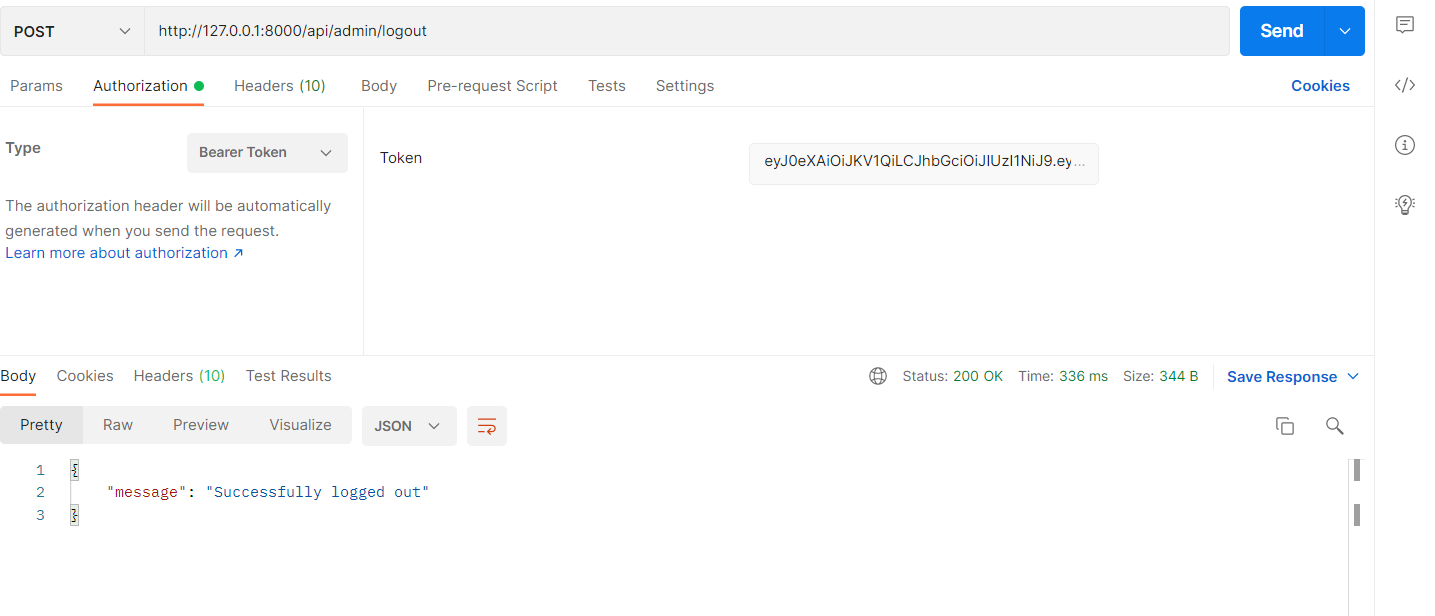 POST http://127.0.0.1:8000/api/admin/logout Send
Params Authorization Headers (10) Body Pre-request Script Tests Settings Cookies
Type Bearer Token Token eyJ0eXAiOiJKV1QiLCJhbGciOiJIUzI1NiJ9.ey...
The authorization header will be automatically
generated when you send the request.
Learn more about authorization ↗
Body Cookies Headers (10) Test Results Status: 200 OK Time: 336 ms Size: 344 B Save Response
Pretty Raw Preview Visualize JSON
1 {
2 "message": "Successfully logged out"
3 }